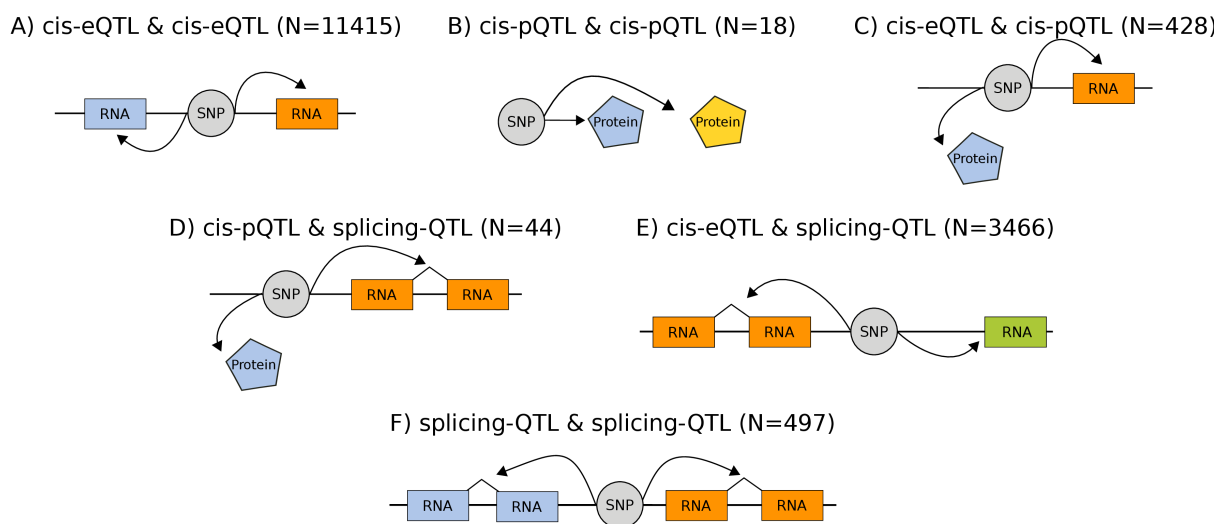 A) cis-eQTL & cis-eQTL (N=11415)
B) cis-pQTL & cis-pQTL (N=18)
C) cis-eQTL & cis-pQTL (N=428)
RNA
SNP
RNA
SNP
Protein
Protein
SNP
RNA
Protein
D) cis-pQTL & splicing-QTL (N=44)
E) cis-eQTL & splicing-QTL (N=3466)
SNP
RNA
RNA
Protein
RNA
RNA
SNP
RNA
F) splicing-QTL & splicing-QTL (N=497)
RNA
RNA
SNP
RNA
RNA